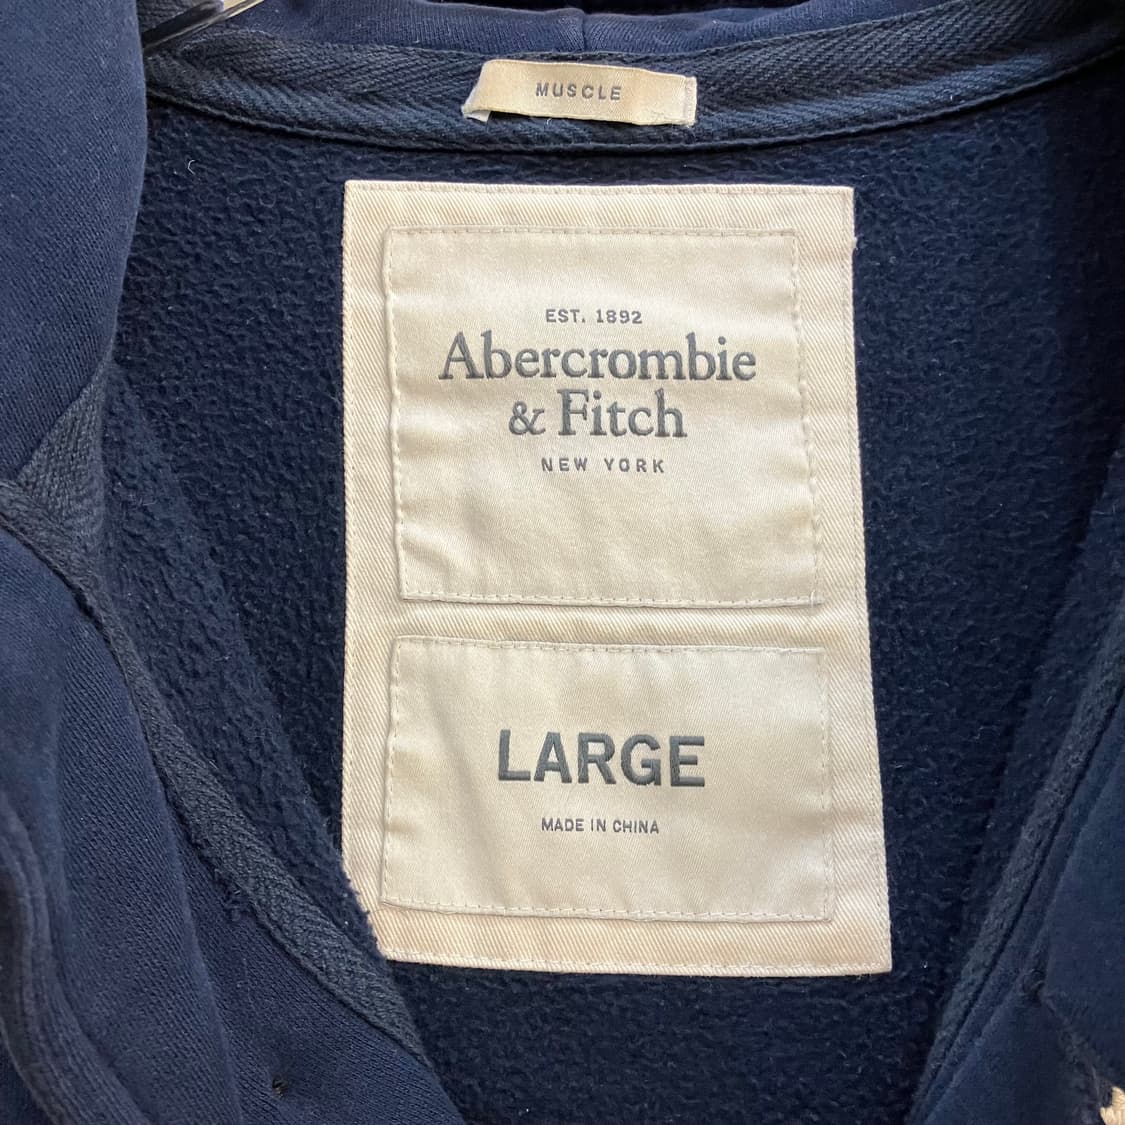 MUSCLE
EST. 1892
Abercrombie
& Fitch
NEW YORK
LARGE
MADE IN CHINA